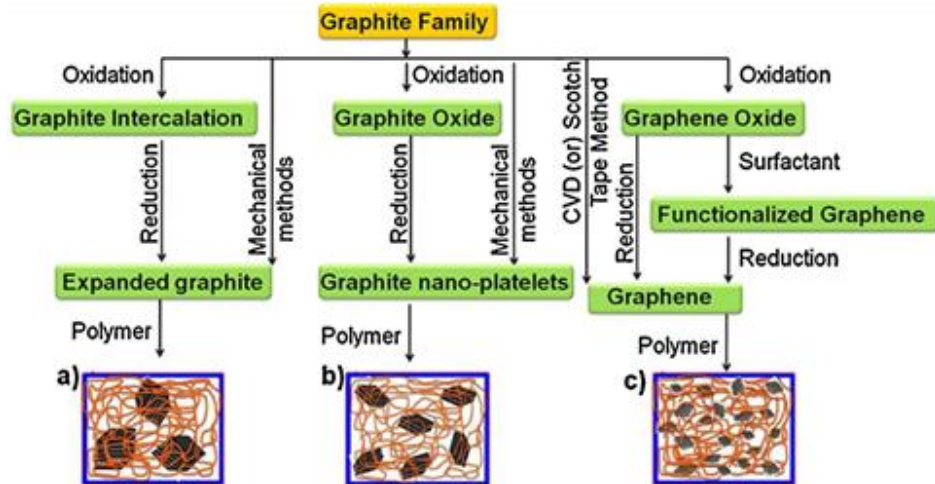 Graphite Family
Oxidation
Oxidation
Oxidation
Graphite Intercalation
Graphite Oxide
Graphene Oxide
Reduction
Mechanical
methods
Reduction
Mechanical
methods
CVD (or) Scotch
Tape Method
Reduction
Surfactant
Functionalized Graphene
Reduction
Expanded graphite
Graphite nano-platelets
Graphene
Polymer
Polymer
Polymer
a)
b)
c)